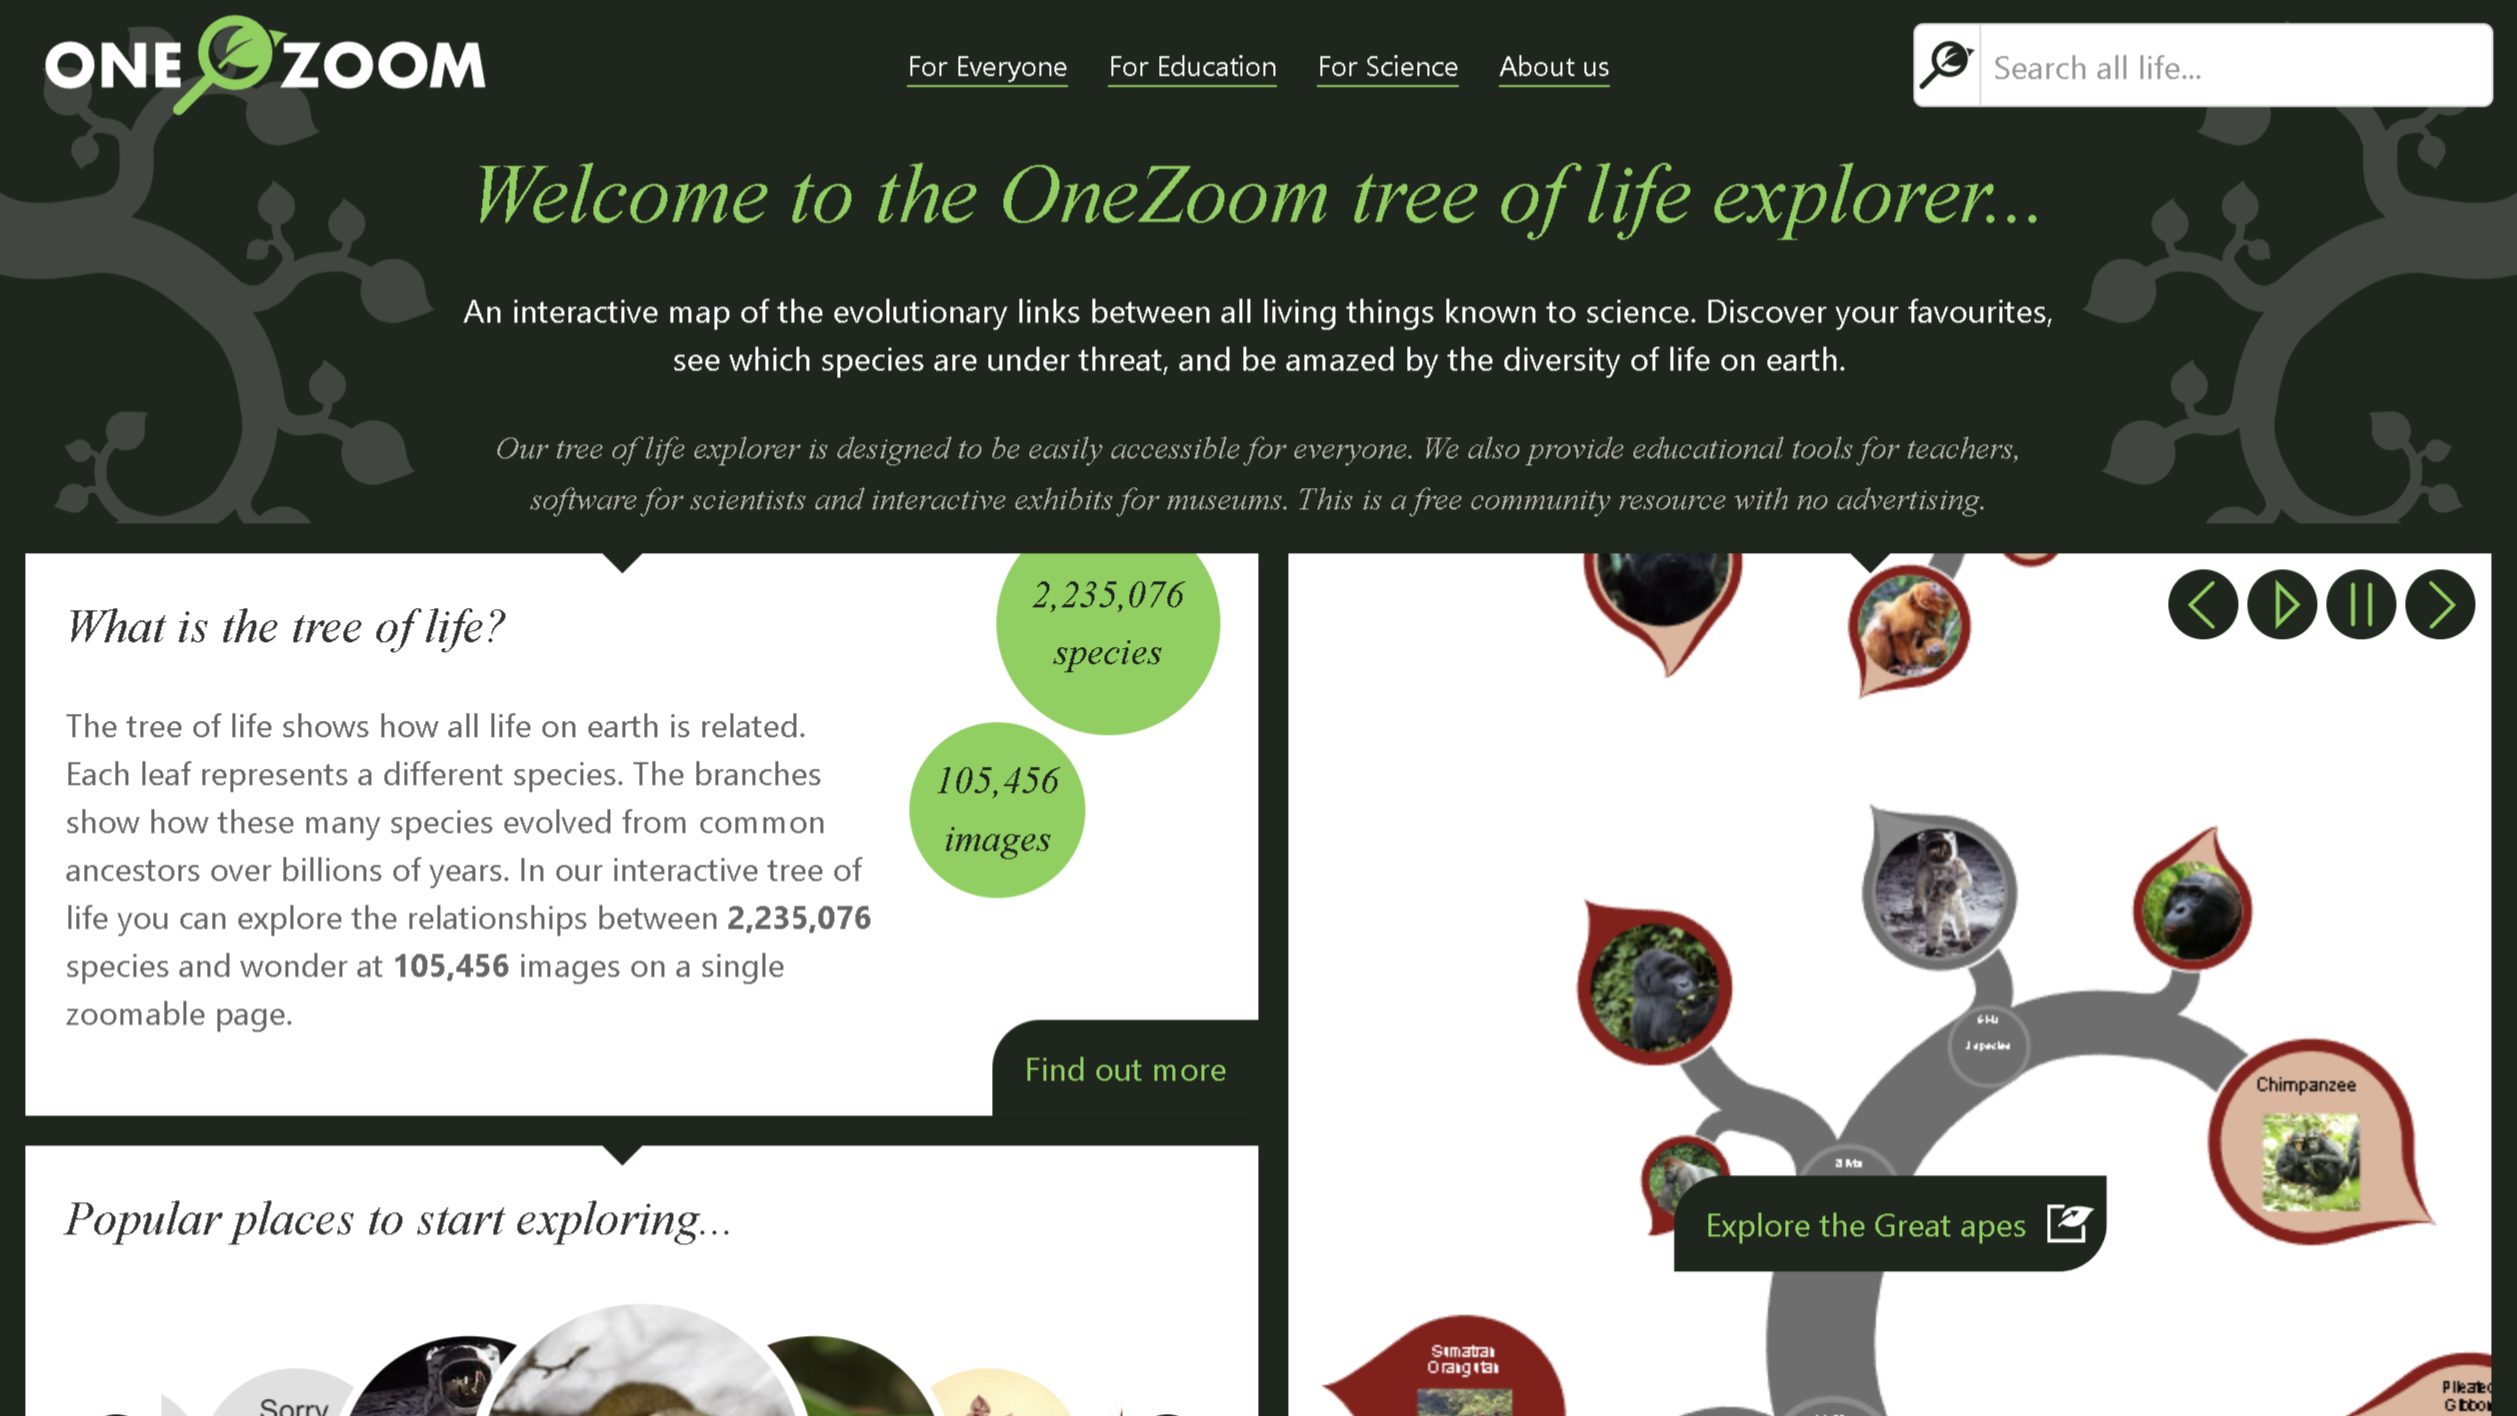 ONE ZOOM
For Everyone
For Education
For Science
About us
Search all life...
Welcome to the OneZoom tree of life explorer...
An interactive map of the evolutionary links between all living things known to science. Discover your favourites,
see which species are under threat, and be amazed by the diversity of life on earth.
Our tree of life explorer is designed to be easily accessible for everyone. We also provide educational tools for teachers,
software for scientists and interactive exhibits for museums. This is a free community resource with no advertising.
What is the tree of life?
The tree of life shows how all life on earth is related.
Each leaf represents a different species. The branches
show how these many species evolved from common
ancestors over billions of years. In our interactive tree of
life you can explore the relationships between 2,235,076
species and wonder at 105,456 images on a single
zoomable page.
2,235,076
species
105,456
images
Find out more
Popular places to start exploring...
Sorry
Chimpanzee
Explore the Great apes
Sumatran
Orangutan